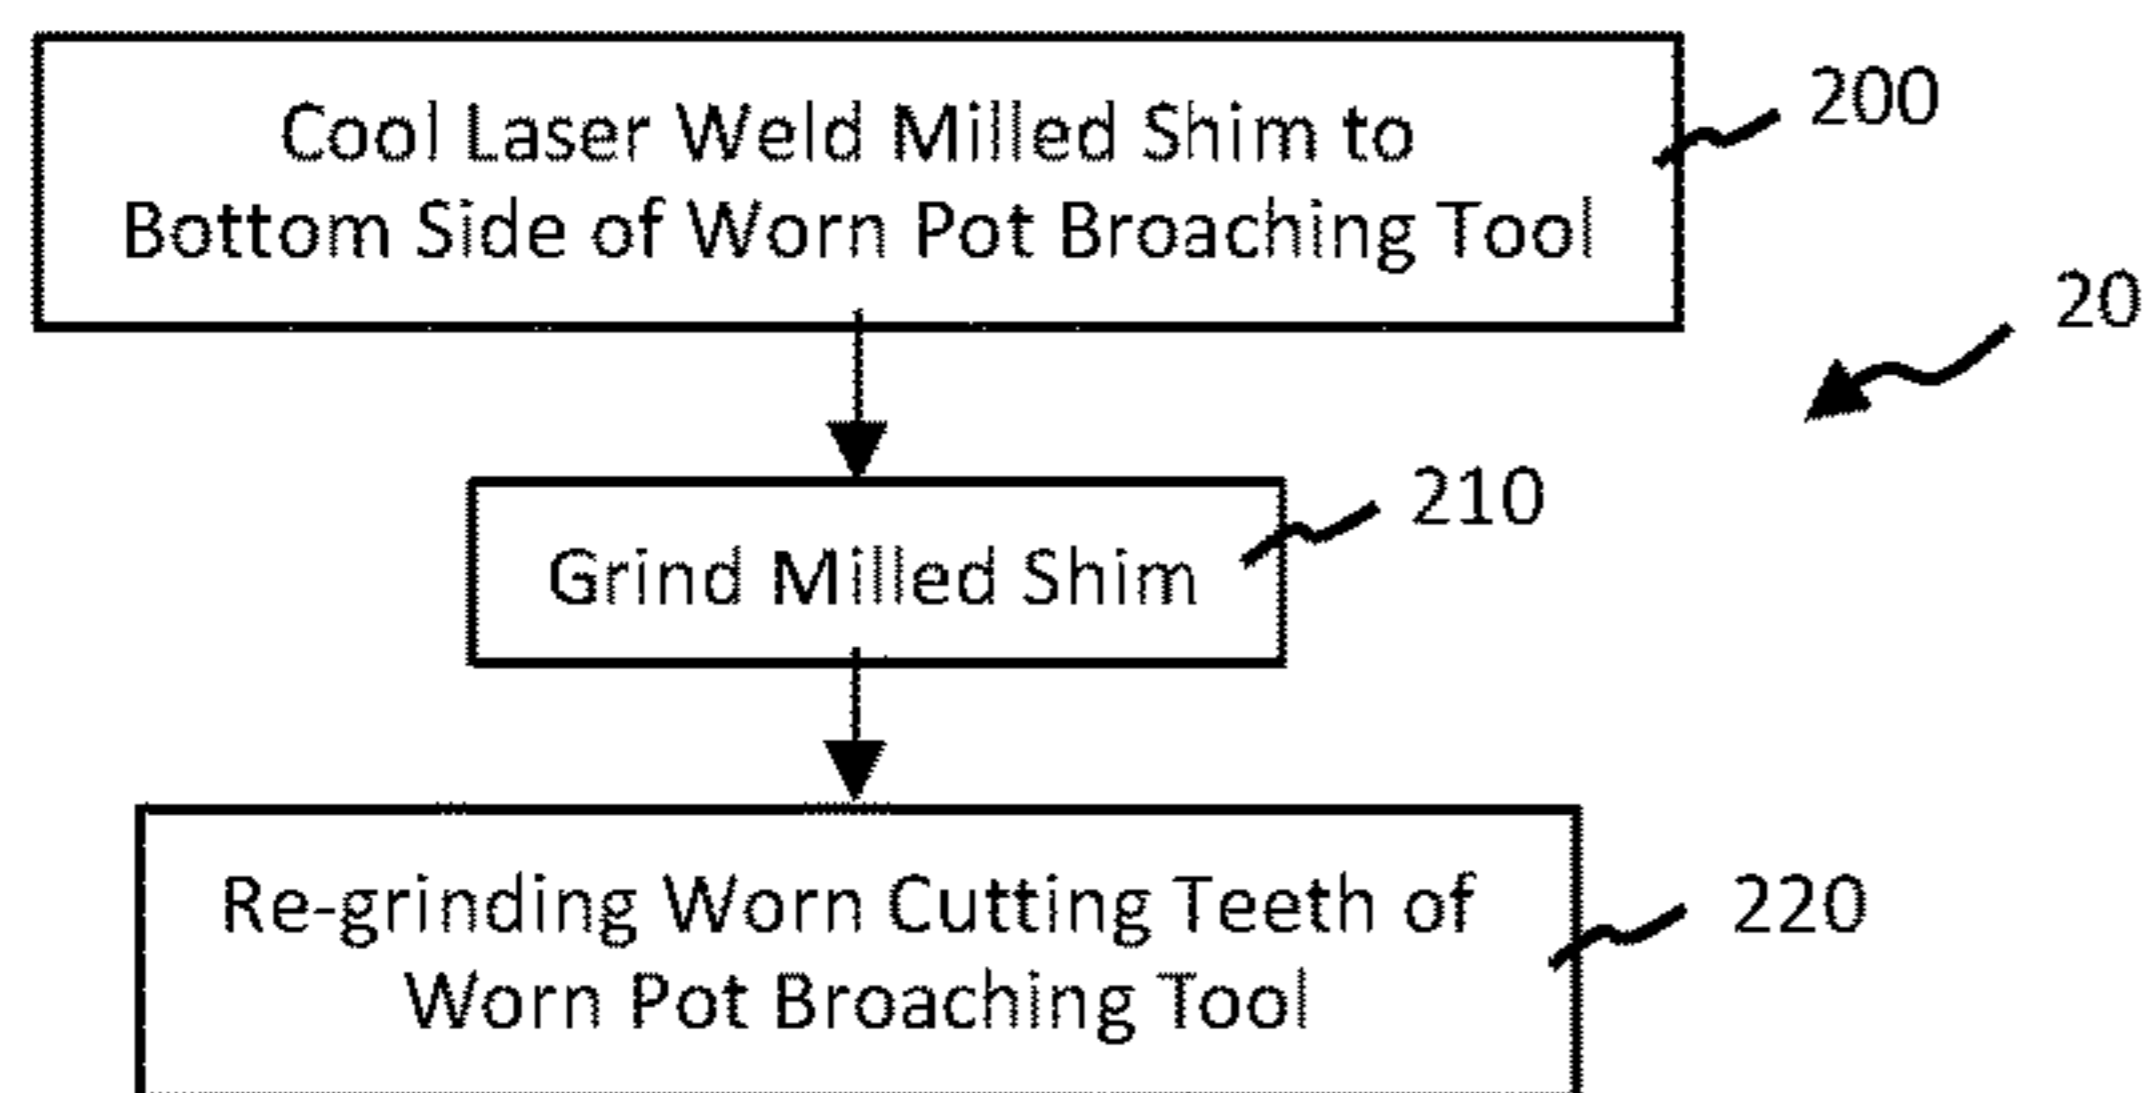 Cool Laser Weld Milled Shim to
Bottom Side of Worn Pot Broaching Tool
200
20
Grind Milled Shim
210
Re-grinding Worn Cutting Teeth of
Worn Pot Broaching Tool
220